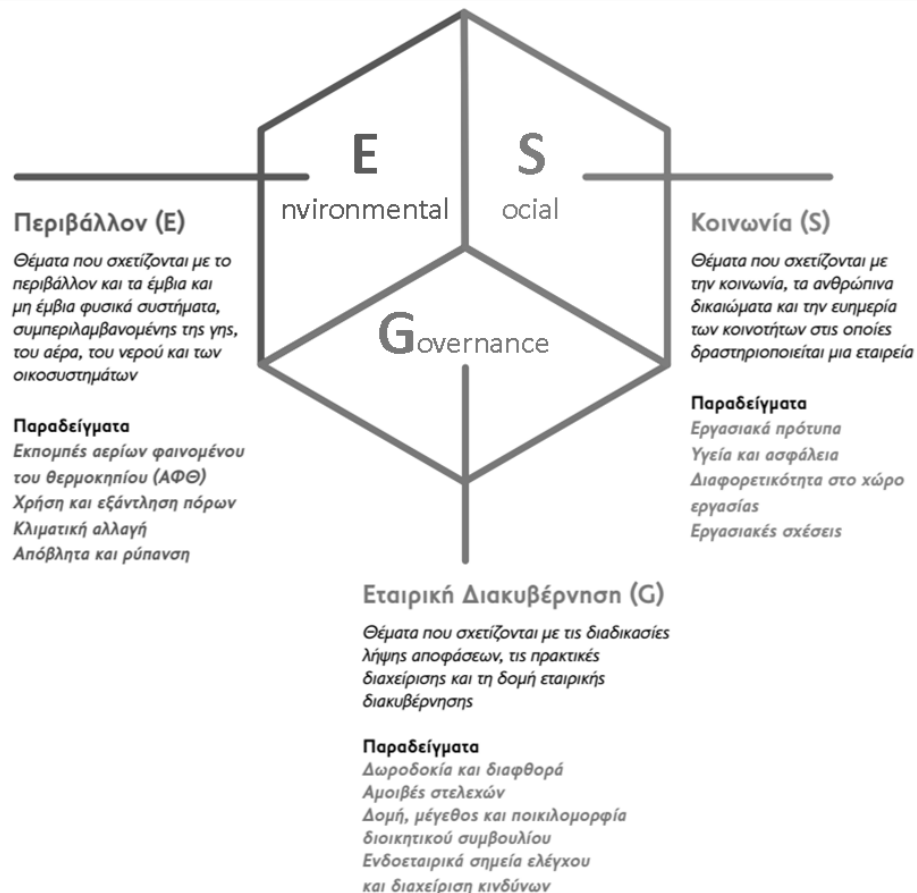 E
nvironmental
S
ocial
Governance
Περιβάλλον (E)
Θέματα που σχετίζονται με το
περιβάλλον και τα έμβια και
μη έμβια φυσικά συστήματα,
συμπεριλαμβανομένης της γης,
του αέρα, του νερού και των
οικοσυστημάτων
Παραδείγματα
Εκπομπές αερίων φαινομένου
του θερμοκηπίου (ΑΦΘ)
Χρήση και εξάντληση πόρων
Κλιματική αλλαγή
Απόβλητα και ρύπανση
Κοινωνία (S)
Θέματα που σχετίζονται με
την κοινωνία, τα ανθρώπινα
δικαιώματα και την ευημερία
των κοινοτήτων στις οποίες
δραστηριοποιείται μια εταιρεία
Παραδείγματα
Εργασιακά πρότυπα
Υγεία και ασφάλεια
Διαφορετικότητα στο χώρο
εργασίας
Εργασιακές σχέσεις
Εταιρική Διακυβέρνηση (G)
Θέματα που σχετίζονται με τις διαδικασίες
λήψης αποφάσεων, τις πρακτικές
διαχείρισης και τη δομή εταιρικής
διακυβέρνησης
Παραδείγματα
Δωροδοκία και διαφθορά
Αμοιβές στελεχών
Δομή, μέγεθος και ποικιλομορφία
διοικητικού συμβουλίου
Ενδοεταιρικά σημεία ελέγχου
και διαχείριση κινδύνων